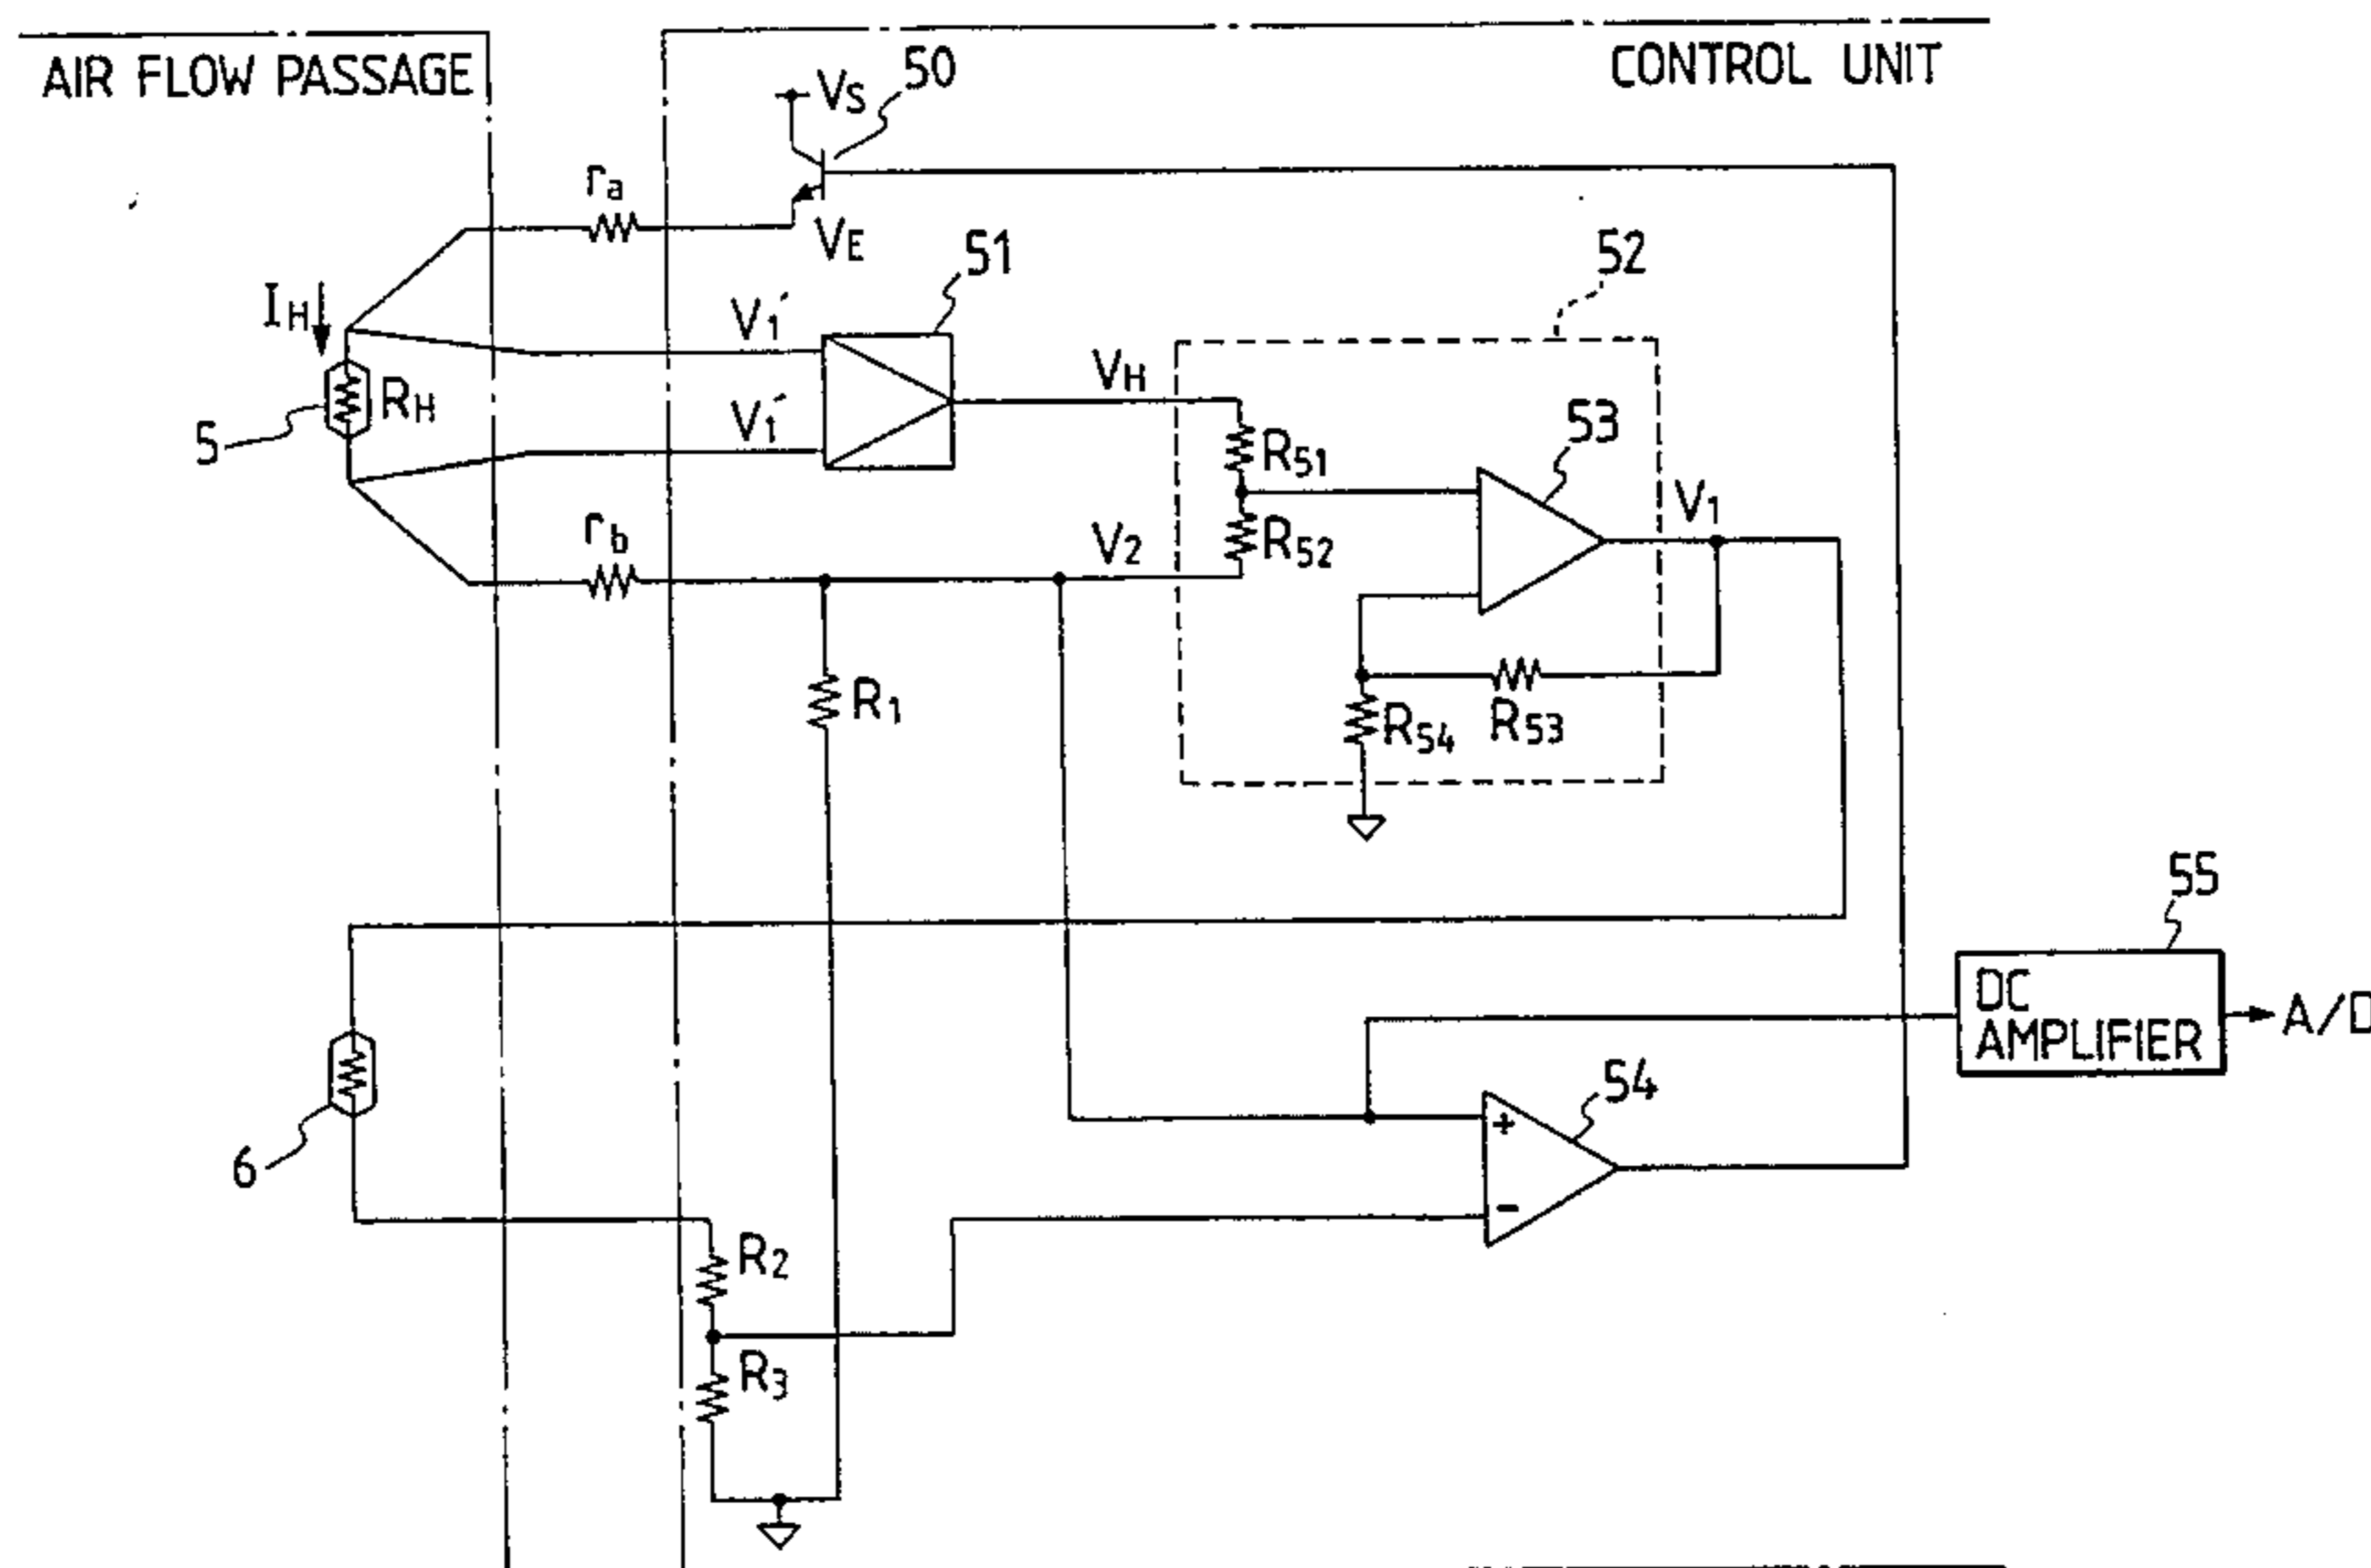 AIR FLOW PASSAGE
CONTROL UNIT
50
VS
ra
VE
51
52
IH
V1′
VH
RH
V1′
53
5
R51
V1
rb
V2
R52
R1
R54
R53
55
DC
AMPLIFIER
A/D
54
+
6
−
R2
R3